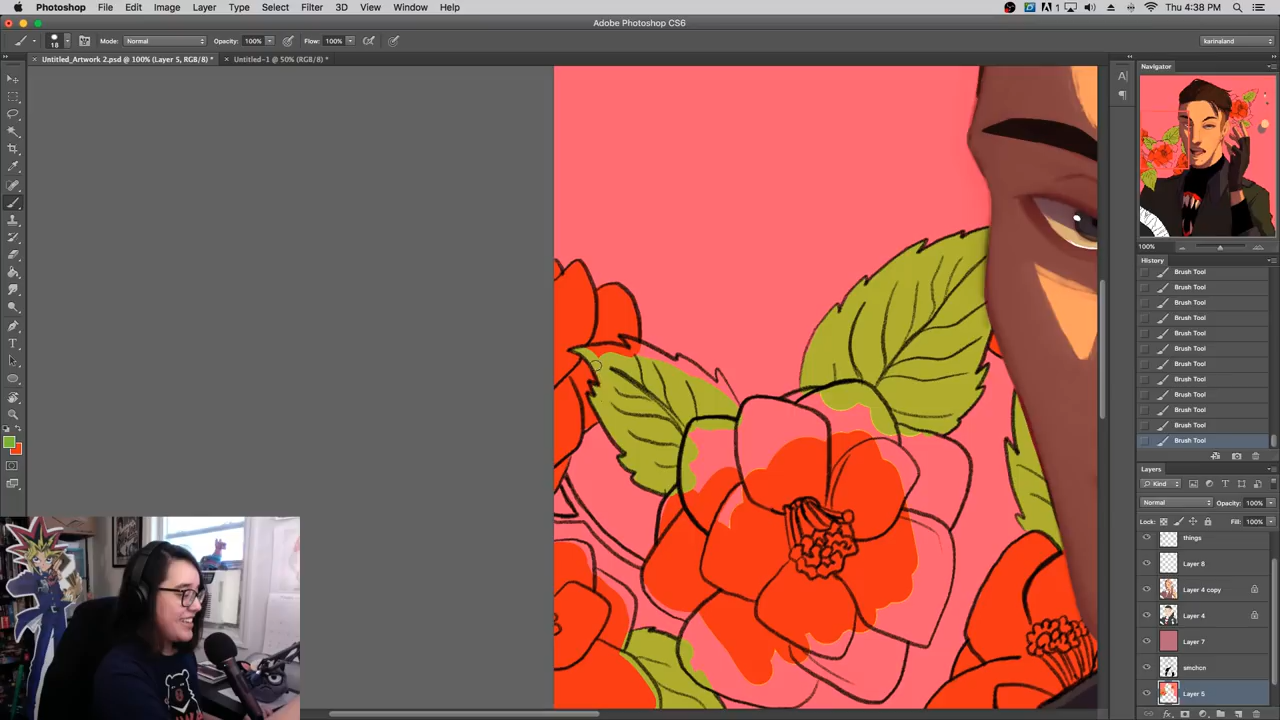 Photoshop File Edit Image Layer Type Select Filter 3D View Window Help
1 Thu 4:38 PM
Adobe Photoshop CS6
18 Mode: Normal Opacity: 100% Flow: 100% karinaland
Untitled_Artwork 2.psd @ 100% (Layer 5, RGB/8) * Untitled-1 @ 50% (RGB/8) *
Navigator
100%
History
Brush Tool
Brush Tool
Brush Tool
Brush Tool
Brush Tool
Brush Tool
Brush Tool
Brush Tool
Brush Tool
Brush Tool
Brush Tool
Brush Tool
Layers
Kind
Normal Opacity: 100%
Lock: Fill: 100%
things
Layer 8
Layer 4 copy
Layer 4
Layer 7
smchcn
Layer 5